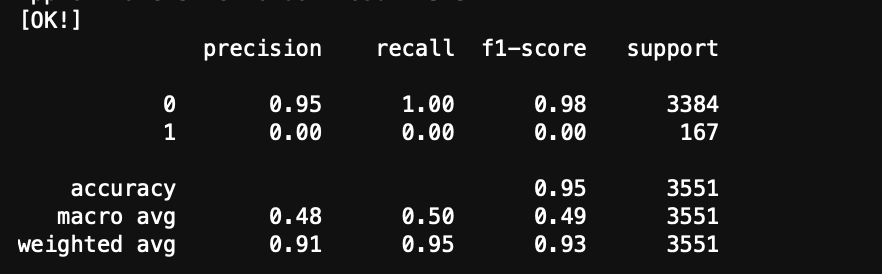 [OK!]
precision recall f1-score support
0 0.95 1.00 0.98 3384
1 0.00 0.00 0.00 167
accuracy 0.95 3551
macro avg 0.48 0.50 0.49 3551
weighted avg 0.91 0.95 0.93 3551